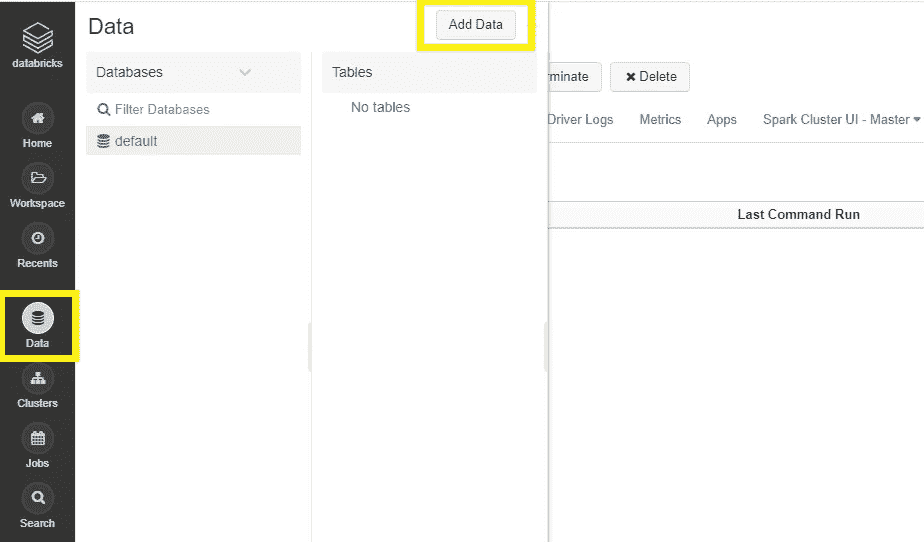 databricks
Home
Workspace
Recents
Data
Clusters
Jobs
Search
Data
Add Data
Databases
Filter Databases
default
Tables
No tables
minate
Delete
Driver Logs Metrics Apps Spark Cluster UI - Master
Last Command Run